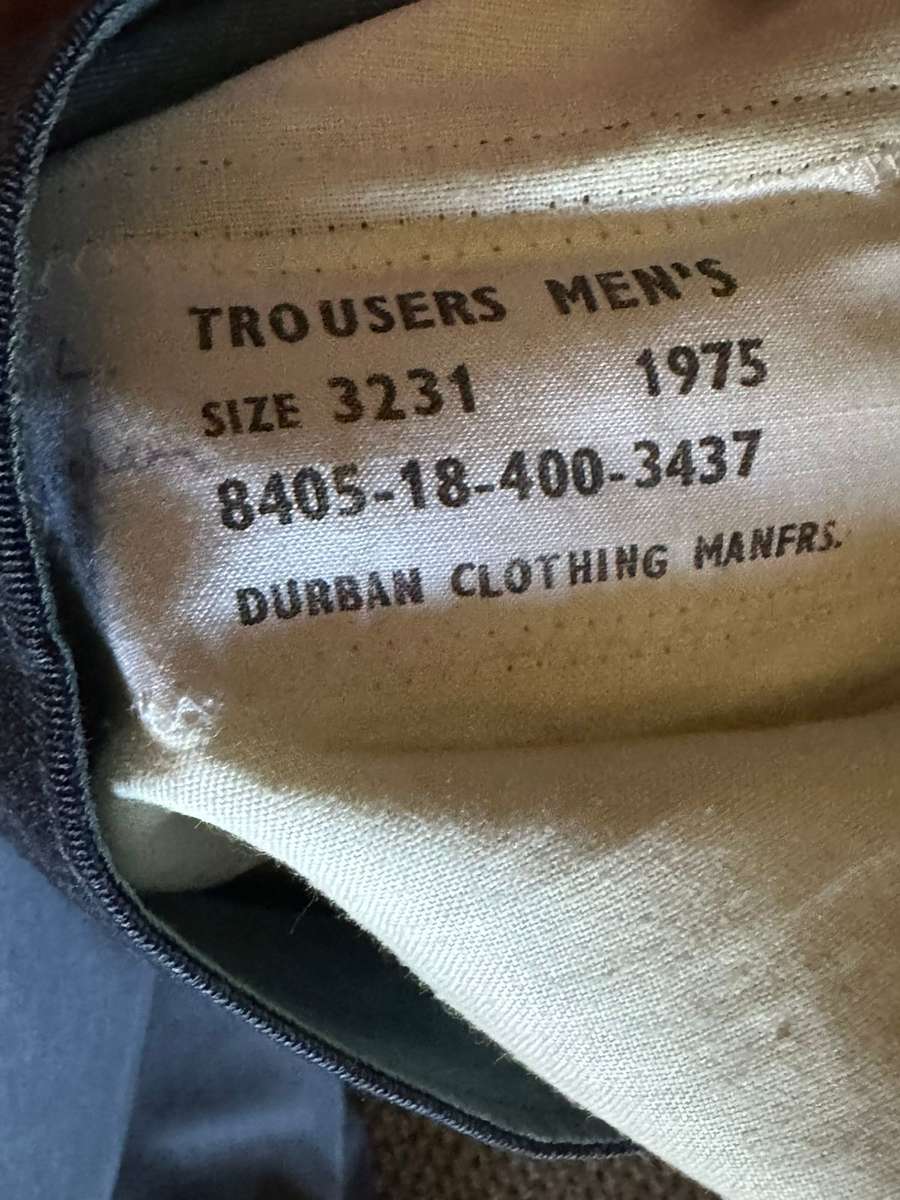 TROUSERS MEN'S
SIZE 3231 1975
8405-18-400-3437
DURBAN CLOTHING MANFRS.